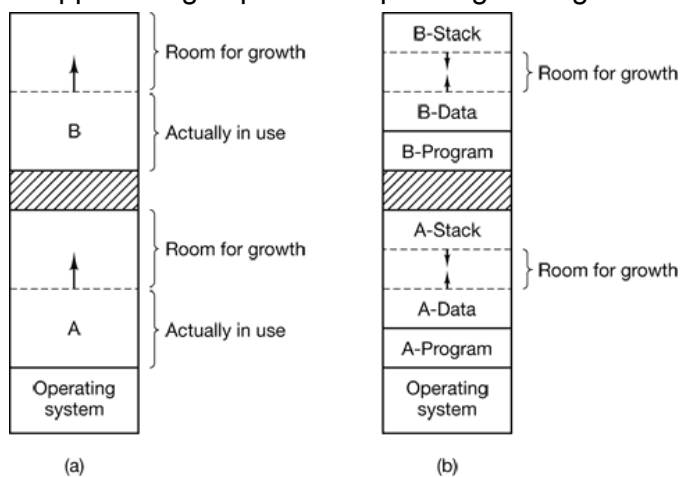 Room for growth
B
Actually in use
Room for growth
A
Actually in use
Operating
system
(a)
B-Stack
Room for growth
B-Data
B-Program
A-Stack
Room for growth
A-Data
A-Program
Operating
system
(b)